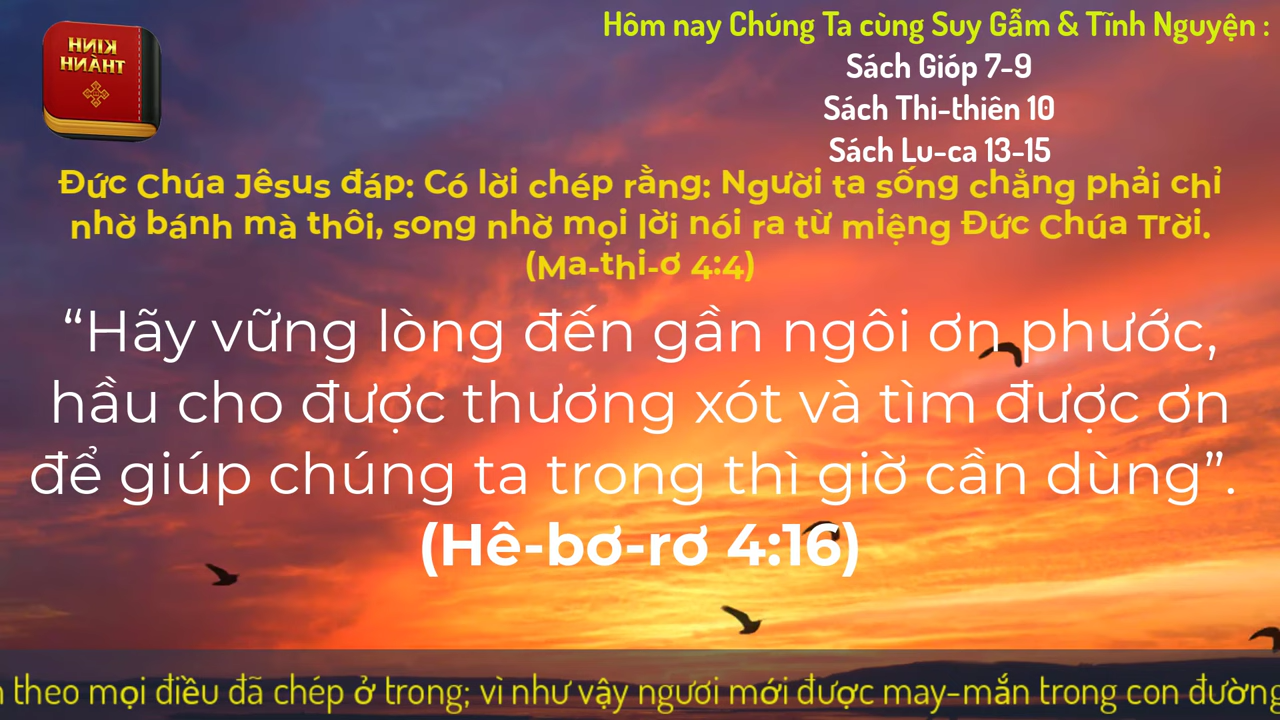 KINH
THÀNH
Hôm nay Chúng Ta cùng Suy Gẫm & Tĩnh Nguyện :
Sách Gióp 7-9
Sách Thi-thiên 10
Sách Lu-ca 13-15
Đức Chúa Jêsus đáp: Có lời chép rằng: Người ta sống chẳng phải chỉ
nhờ bánh mà thôi, song nhờ mọi lời nói ra từ miệng Đức Chúa Trời.
(Ma-thi-ơ 4:4)
“Hãy vững lòng đến gần ngôi ơn phước,
hầu cho được thương xót và tìm được ơn
để giúp chúng ta trong thì giờ cần dùng”.
(Hê-bơ-rơ 4:16)
theo mọi điều đã chép ở trong; vì như vậy ngươi mới được may-mắn trong con đường